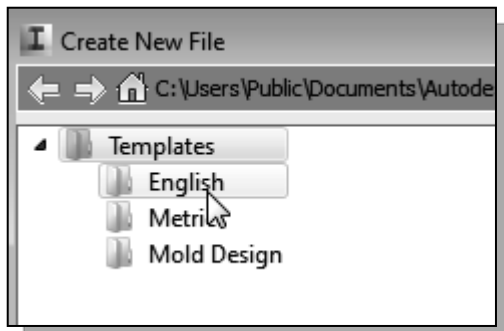 Create New File
C:\Users\Public\Documents\Autode
Templates
English
Metric
Mold Design